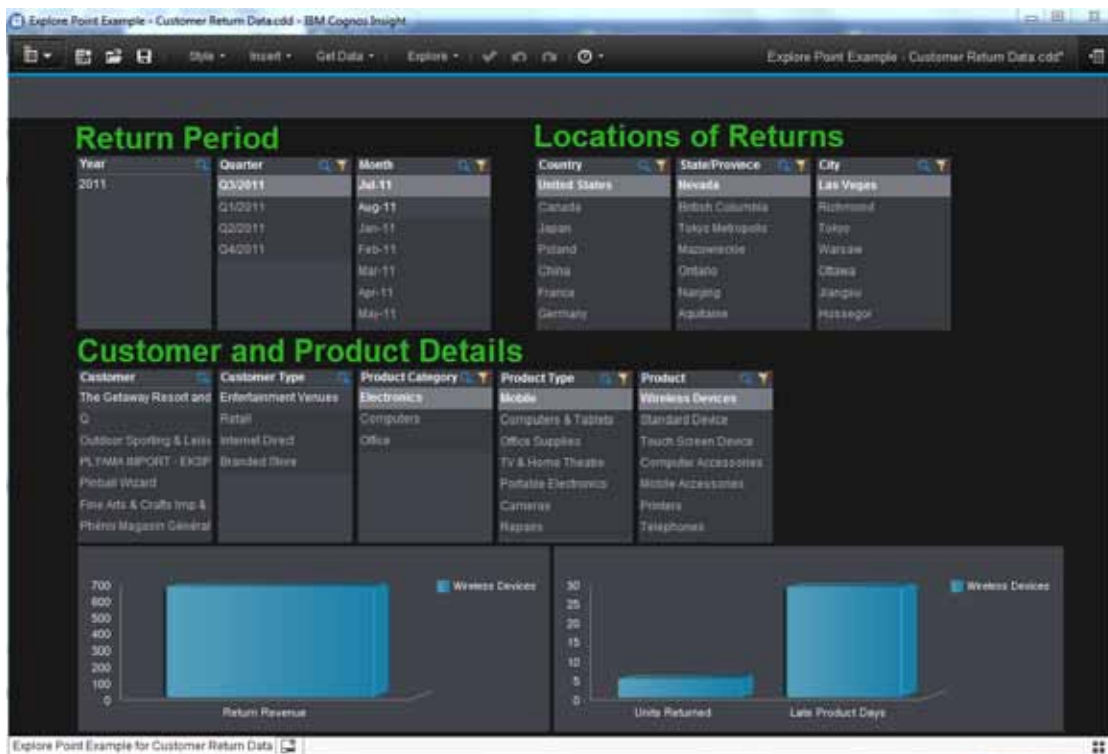 Explore Point Example - Customer Return Data.cdd - IBM Cognos Insight
Style Insert Get Data Explore Explore Point Example - Customer Return Data.cdd*
Return Period
Year Quarter Month
2011 Q3/2011 Jul-11
Q1/2011 Aug-11
Q2/2011 Jan-11
Q4/2011 Feb-11
Mar-11
Apr-11
May-11
Locations of Returns
Country State/Province City
United States Nevada Las Vegas
Canada British Columbia Richmond
Japan Tokyo Metropolis Tokyo
Poland Mazowieckie Warsaw
China Ontario Ottawa
France Nanjing Jiangsu
Germany Aquitaine Hossegor
Customer and Product Details
Customer Customer Type Product Category Product Type Product
The Getaway Resort and Entertainment Venues Electronics Mobile Wireless Devices
Q Retail Computers Computers & Tablets Standard Device
Outdoor Sporting & Internet Direct Office Office Supplies Touch Screen Device
IMPORT Branded Store TV & Home Theatre Computer Accessories
Pinball Wizard Portable Electronics Mobile Accessories
Fine Arts & Crafts Imp & Cameras Printers
Phénix Magasin Général Repairs Telephones
700
600
500
400
300
200
100
0
Return Revenue
Wireless Devices
30
25
20
15
10
5
0
Units Returned Late Product Days
Wireless Devices
Explore Point Example for Customer Return Data